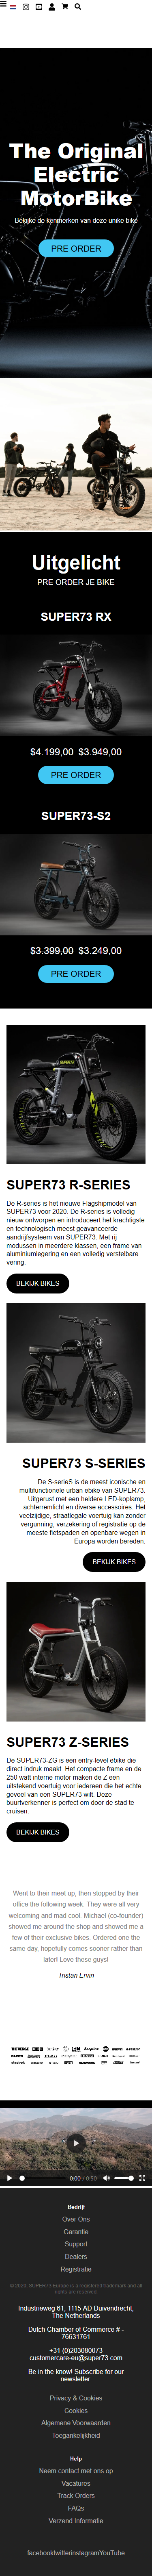 The Original
Electric
MotorBike
Bekijke de kenmerken van deze unike bike
PRE ORDER
Uitgelicht
PRE ORDER JE BIKE
SUPER73 RX
$4.199,00 $3.949,00
PRE ORDER
SUPER73-S2
$3.399,00 $3.249,00
PRE ORDER
SUPER73 R-SERIES
De R-series is het nieuwe Flagshipmodel van
SUPER73 voor 2020. De R-series is volledig
nieuw ontworpen en introduceert het krachtigste
en technologisch meest geavanceerde
aandrijfsysteem van SUPER73. Met rij
modussen in meerdere klassen, een frame van
aluminiumlegering en een volledig verstelbare
vering.
BEKIJK BIKES
SUPER73 S-SERIES
De S-serieS is de meest iconische en
multifunctionele urban ebike van SUPER73.
Uitgerust met een heldere LED-koplamp,
achterremlicht en diverse accessoires. Het
veelzijdige, straatlegale voertuig kan zonder
vergunning, verzekering of registratie op de
meeste fietspaden en openbare wegen in
Europa worden bereden.
BEKIJK BIKES
SUPER73 Z-SERIES
De SUPER73-ZG is een entry-level ebike die
direct indruk maakt. Het compacte frame en de
250 watt interne motor maken de Z een
uitstekend voertuig voor iedereen die het echte
gevoel van een SUPER73 wilt. Deze
buurtverkenner is perfect om door de stad te
cruisen.
BEKIJK BIKES
Went to their meet up, then stopped by their
office the following week. They were all very
welcoming and mad cool. Michael (co-founder)
showed me around the shop and showed me a
few of their exclusive bikes. Ordered one the
same day, hopefully comes sooner rather than
later! Love these guys!
Tristan Ervin
0:00 / 0:50
Bedrijf
Over Ons
Garantie
Support
Dealers
Registratie
© 2020, SUPER73 Europe is a registered trademark and all
rights are reserved.
Industrieweg 61, 1115 AD Duivendrecht,
The Netherlands
Dutch Chamber of Commerce # -
76631761
+31 (0)203080073
customercare-eu@super73.com
Be in the know! Subscribe for our
newsletter.
Privacy & Cookies
Cookies
Algemene Voorwaarden
Toegankelijkheid
Help
Neem contact met ons op
Vacatures
Track Orders
FAQs
Verzend Informatie
facebooktwitterinstagramYouTube